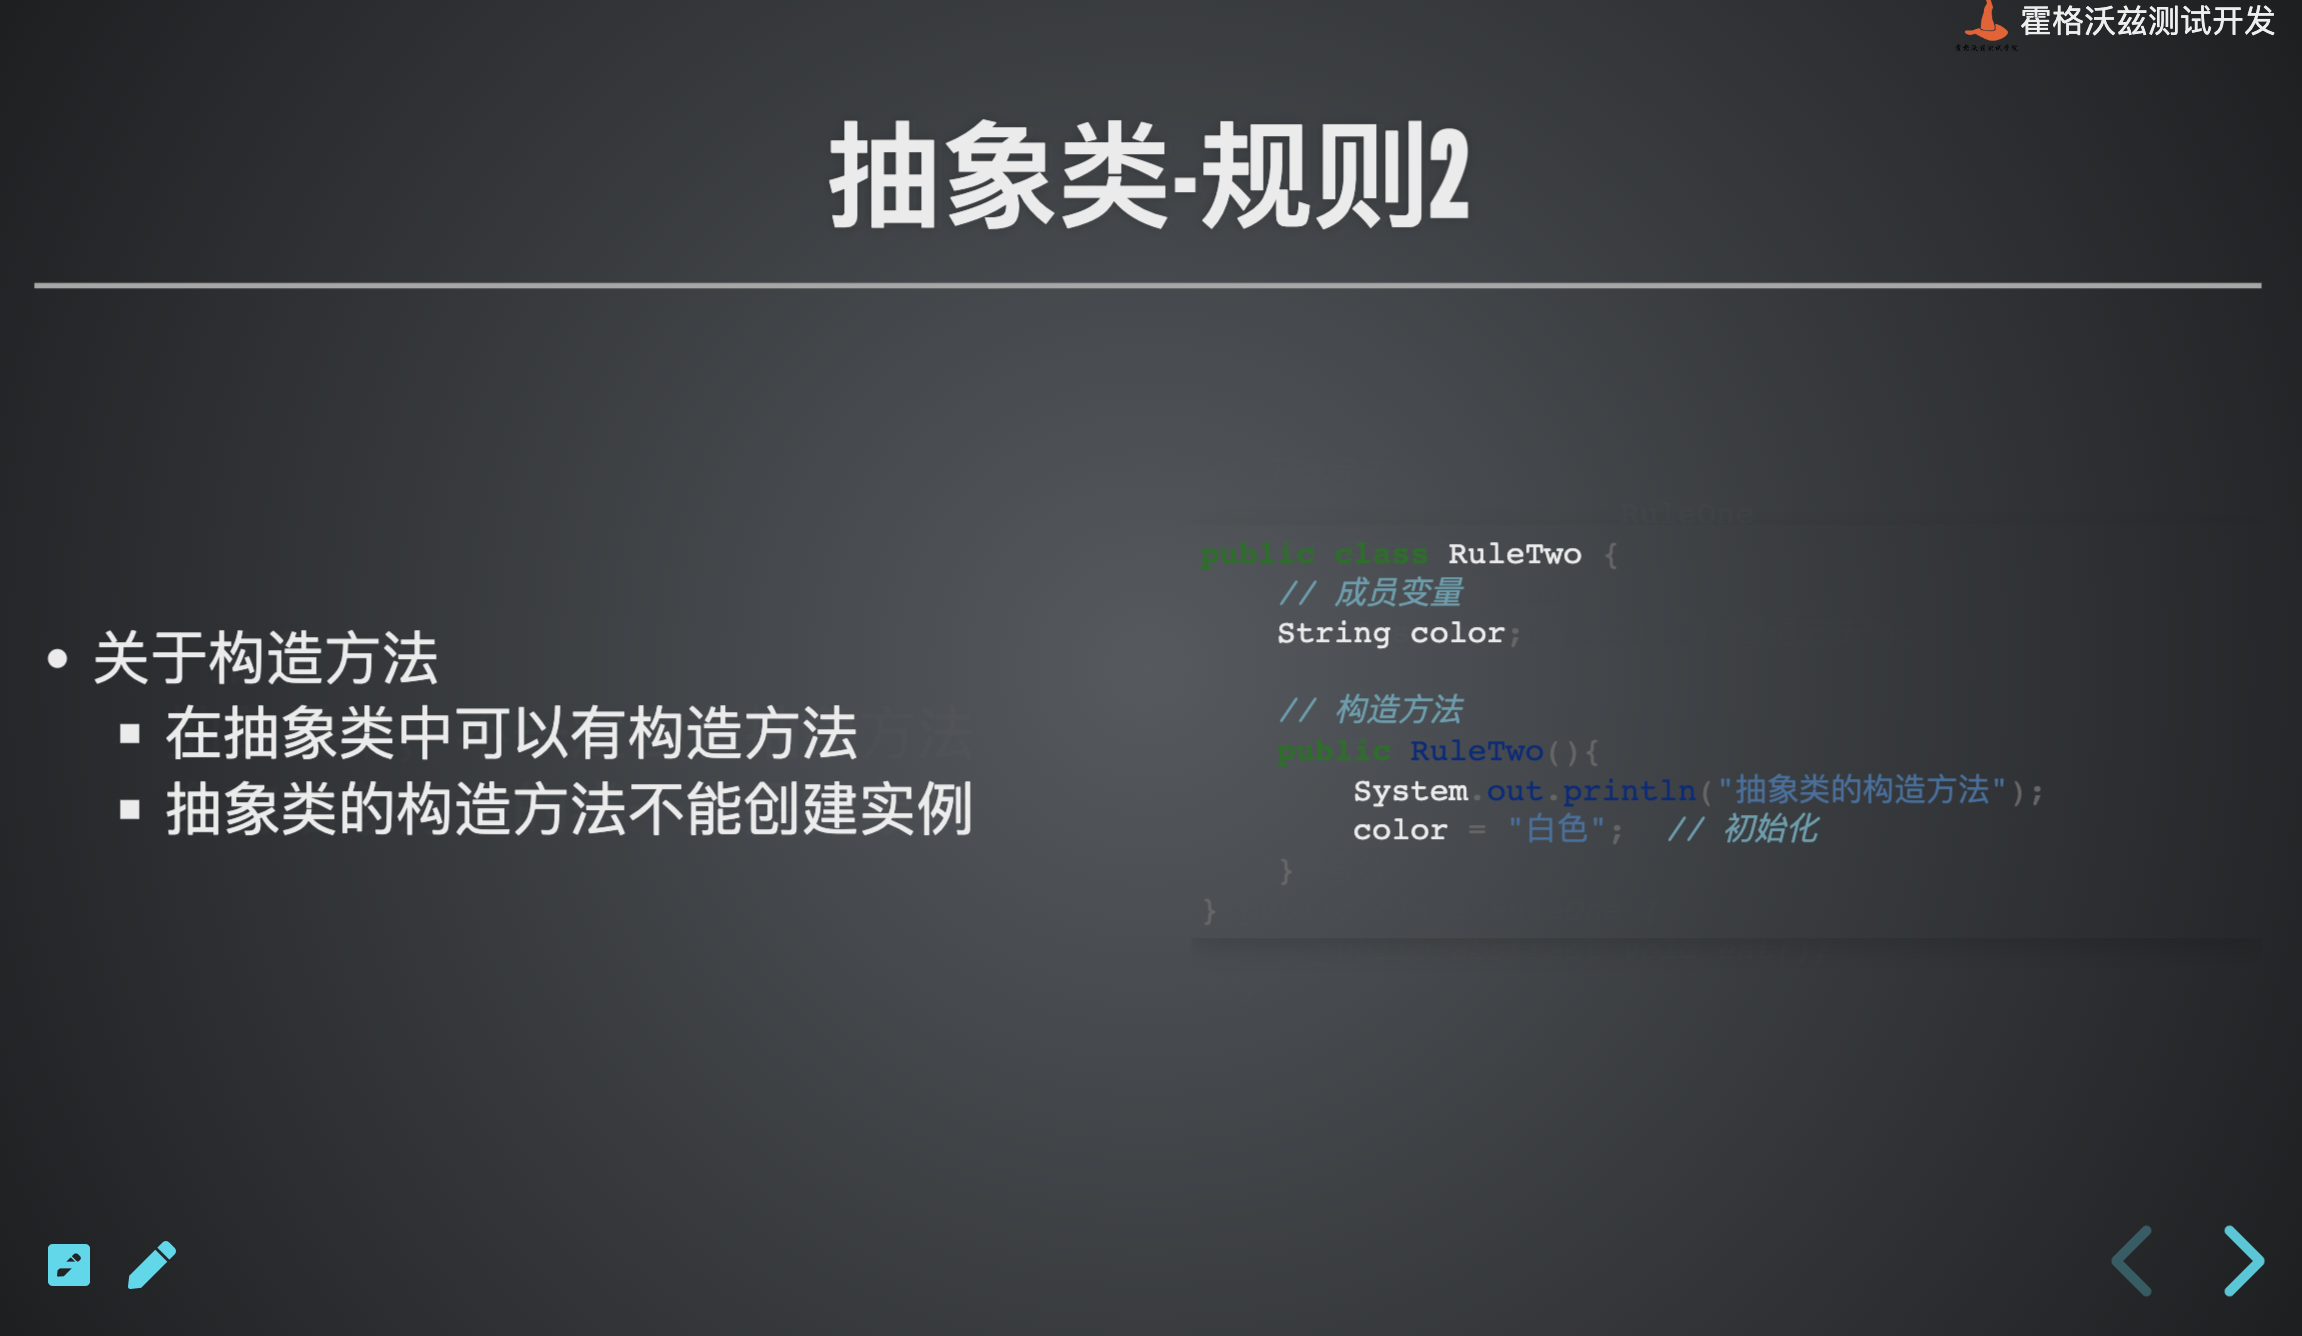 霍格沃兹测试开发
抽象类-规则2
关于构造方法
在抽象类中可以有构造方法
抽象类的构造方法不能创建实例
RuleOne
public class RuleTwo {
// 成员变量
String color;
// 构造方法
public RuleTwo(){
System.out.println("抽象类的构造方法");
color = "白色";  // 初始化
}
}